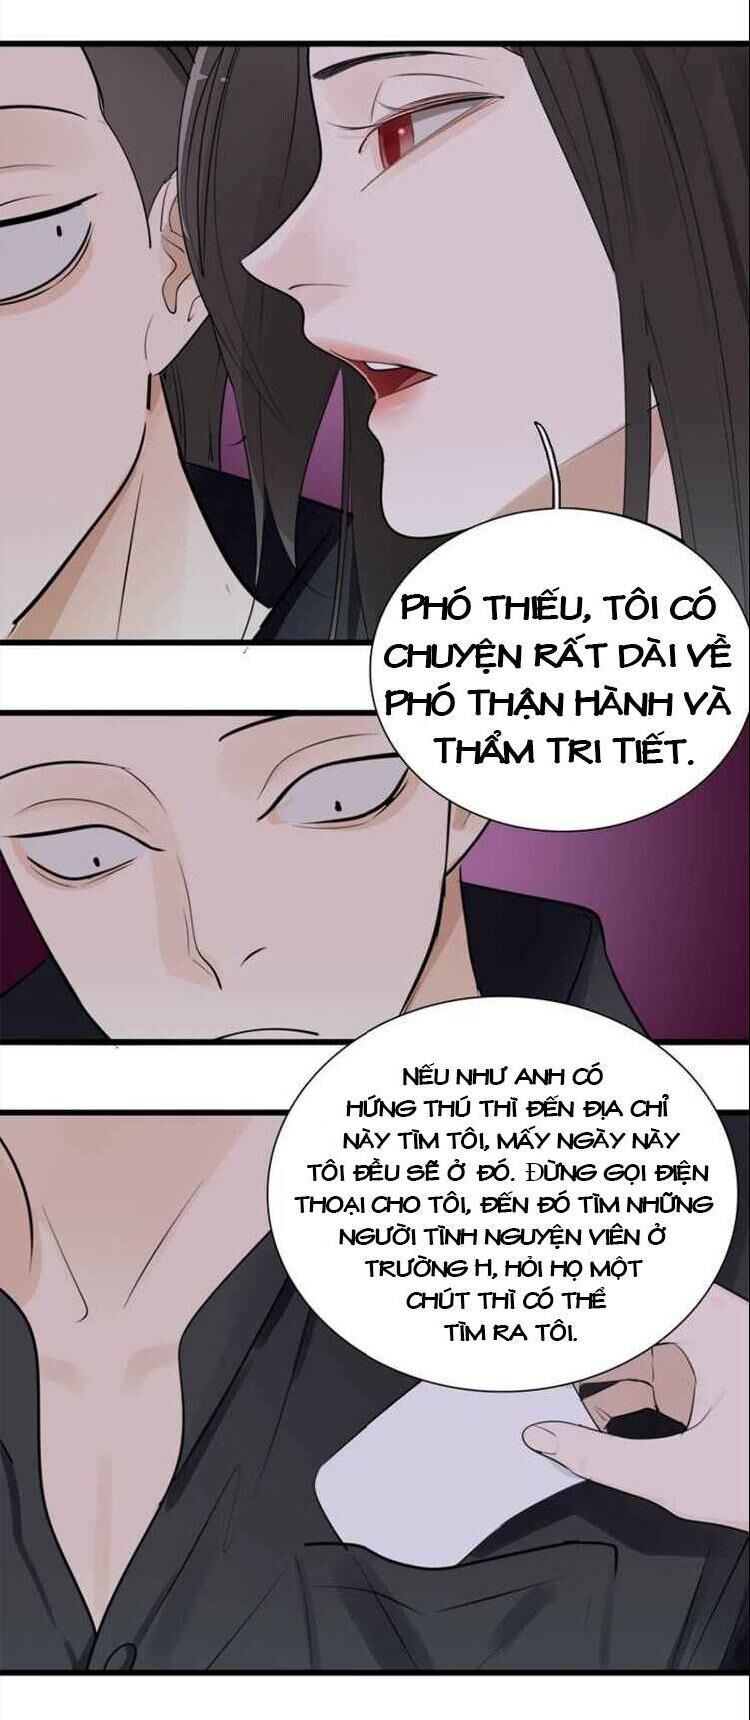 PHÓ THIẾU, TÔI CÓ
CHUYỆN RẤT DÀI VỀ
PHÓ THẬN HÀNH VÀ
THẨM TRI TIẾT.
NẾU NHƯ ANH CÓ
HỨNG THÚ THÌ ĐẾN ĐỊA CHỈ
NÀY TÌM TÔI, MẤY NGÀY NÀY
TÔI ĐỀU SẼ Ở ĐÓ. ĐỪNG GỌI ĐIỆN
THOẠI CHO TÔI, ĐẾN ĐÓ TÌM NHỮNG
NGƯỜI TÌNH NGUYỆN VIÊN Ở
TRƯỜNG H, HỎI HỌ MỘT
CHÚT THÌ CÓ THỂ
TÌM RA TÔI.